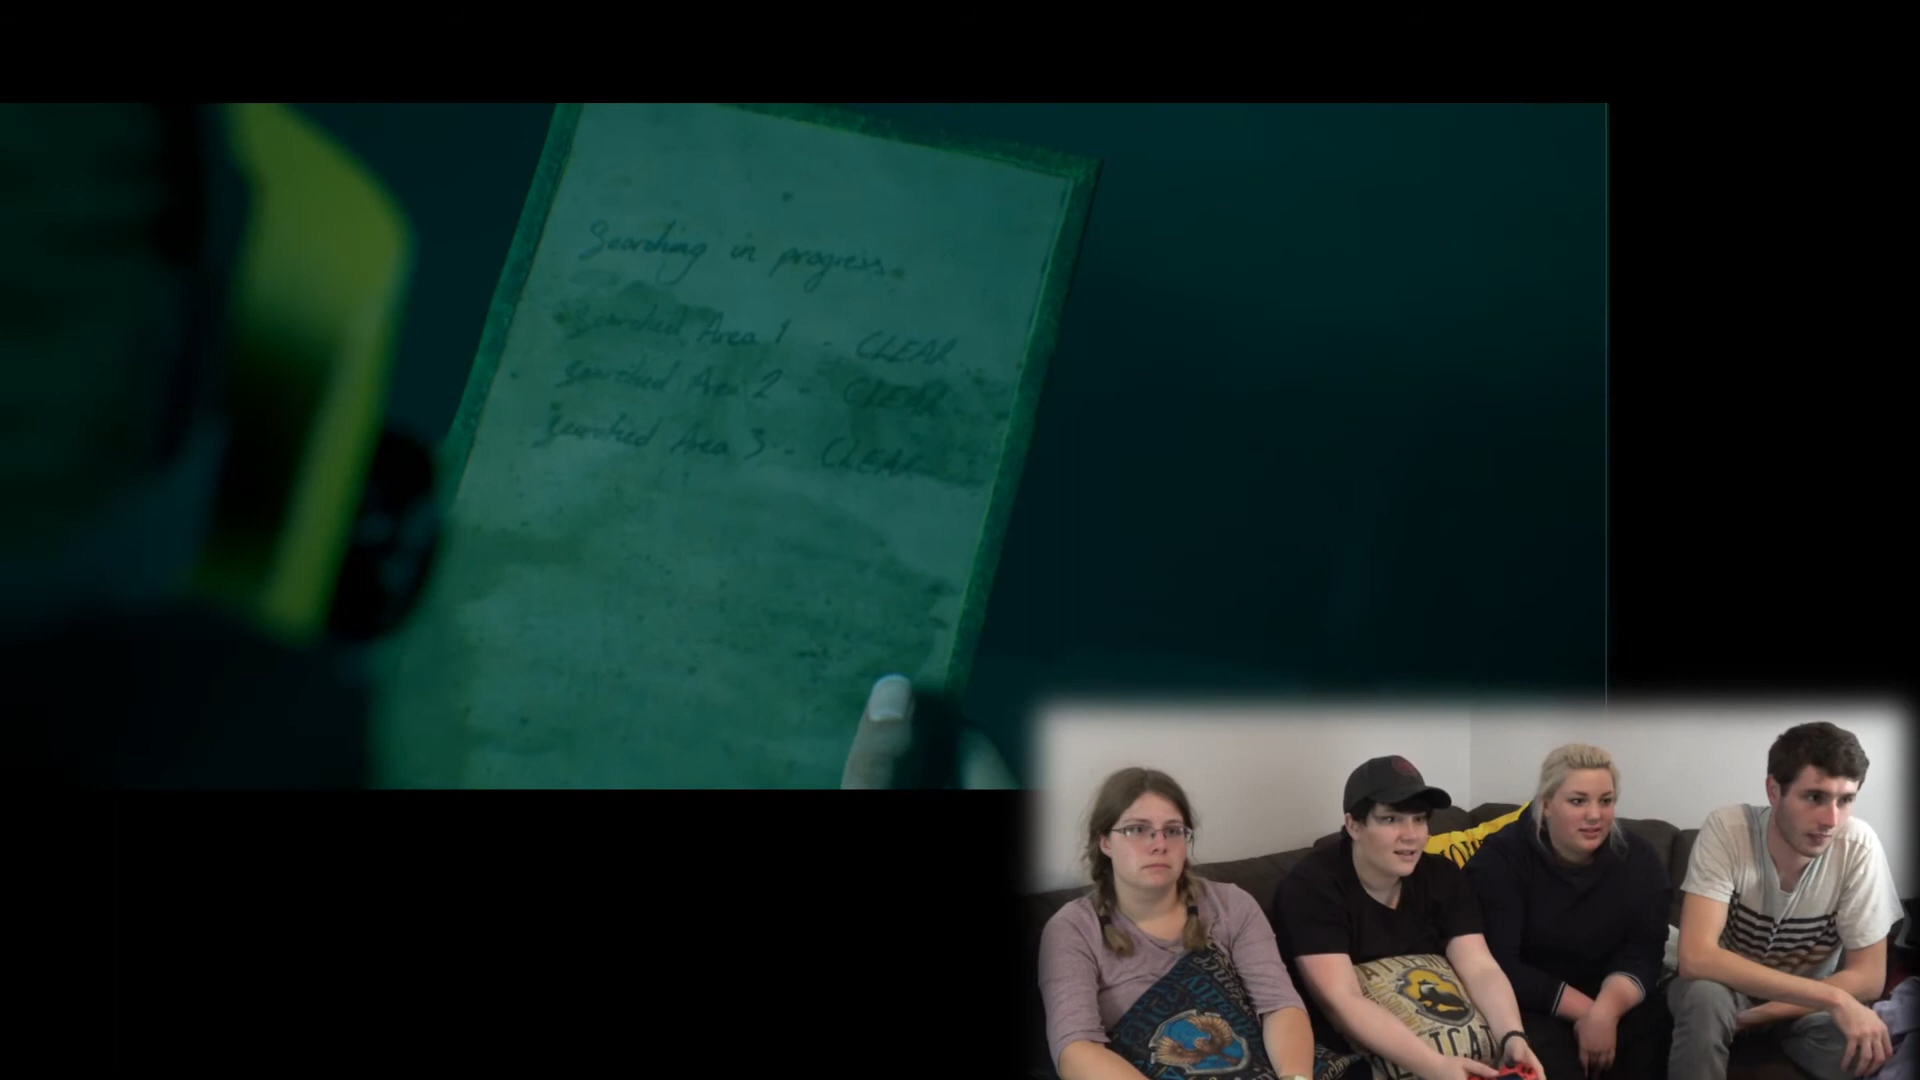 Searching in progress.
Searched Area 1 - CLEAR
Searched Area 2 - CLEAR
Searched Area 3 - CLEAR